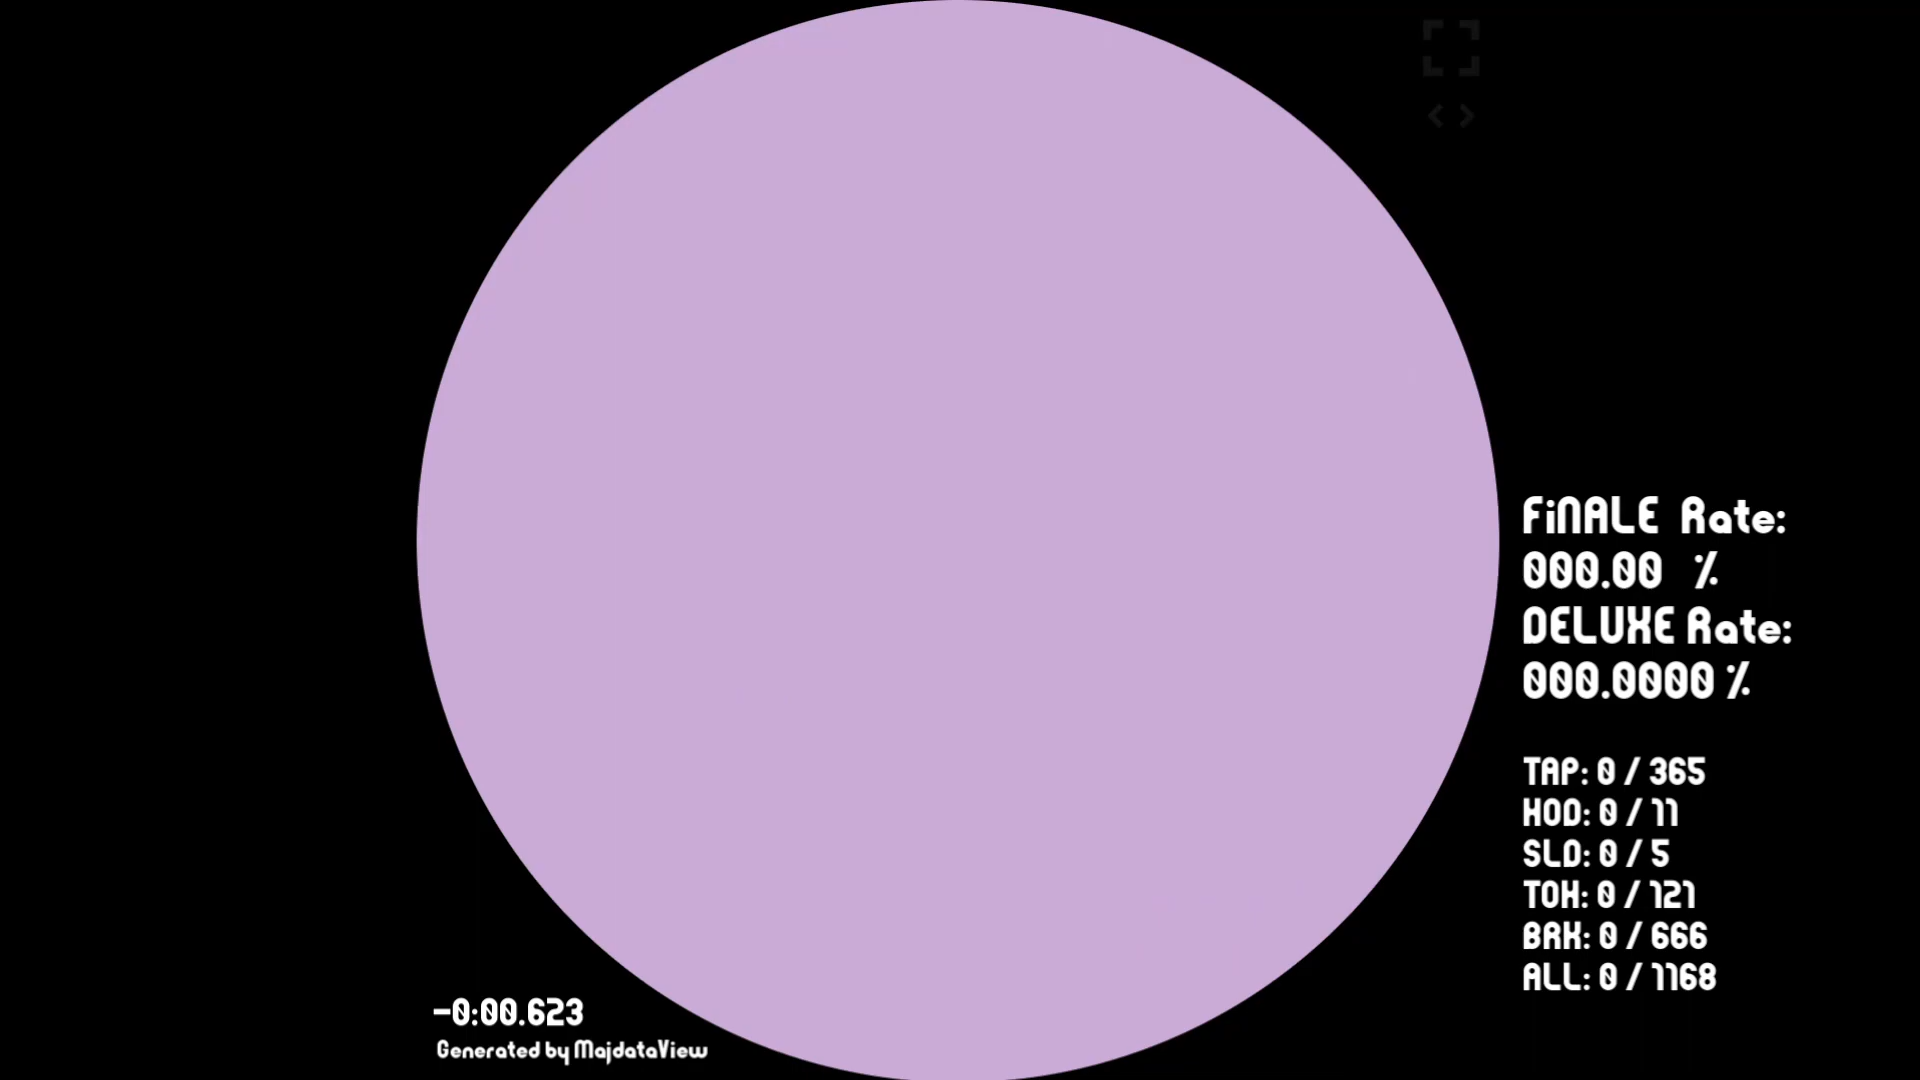 FiNALE Rate:
000.00 %
DELUXE Rate:
000.0000 %
TAP: 0 / 365
HOD: 0 / 11
SLD: 0 / 5
TOH: 0 / 121
BRK: 0 / 666
ALL: 0 / 1168
-0:00.623
Generated by MajdataView